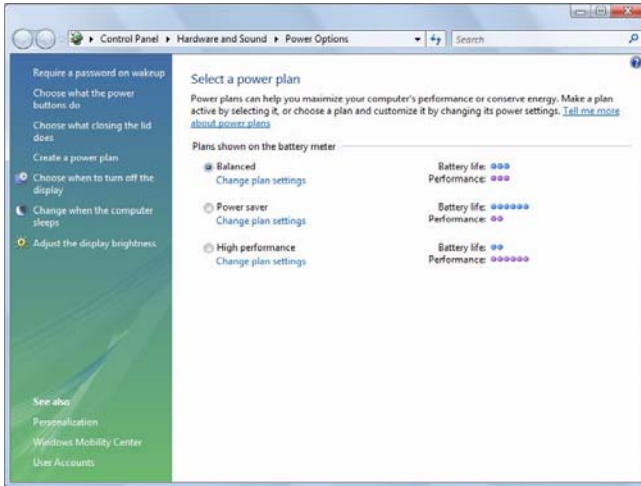 Control Panel ▸ Hardware and Sound ▸ Power Options
Search
Require a password on wakeup
Choose what the power
buttons do
Choose what closing the lid
does
Create a power plan
Choose when to turn off the
display
Change when the computer
sleeps
Adjust the display brightness
See also
Personalization
Windows Mobility Center
User Accounts
Select a power plan
Power plans can help you maximize your computer's performance or conserve energy. Make a plan
active by selecting it, or choose a plan and customize it by changing its power settings. Tell me more
about power plans
Plans shown on the battery meter
Balanced Battery life:
Change plan settings Performance:
Power saver Battery life:
Change plan settings Performance:
High performance Battery life:
Change plan settings Performance: